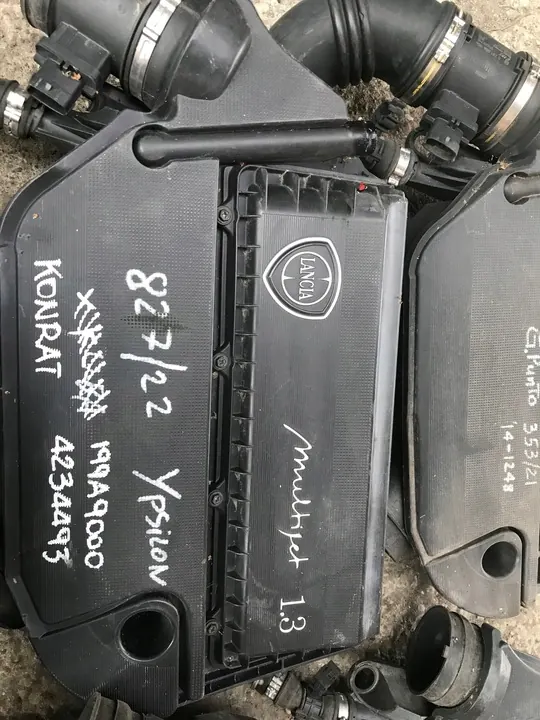 827/22 YPSILON
199A9000
KONRAT 4234493
LANCIA
Multijet 1.3
G.Punto 353/21
14-1248